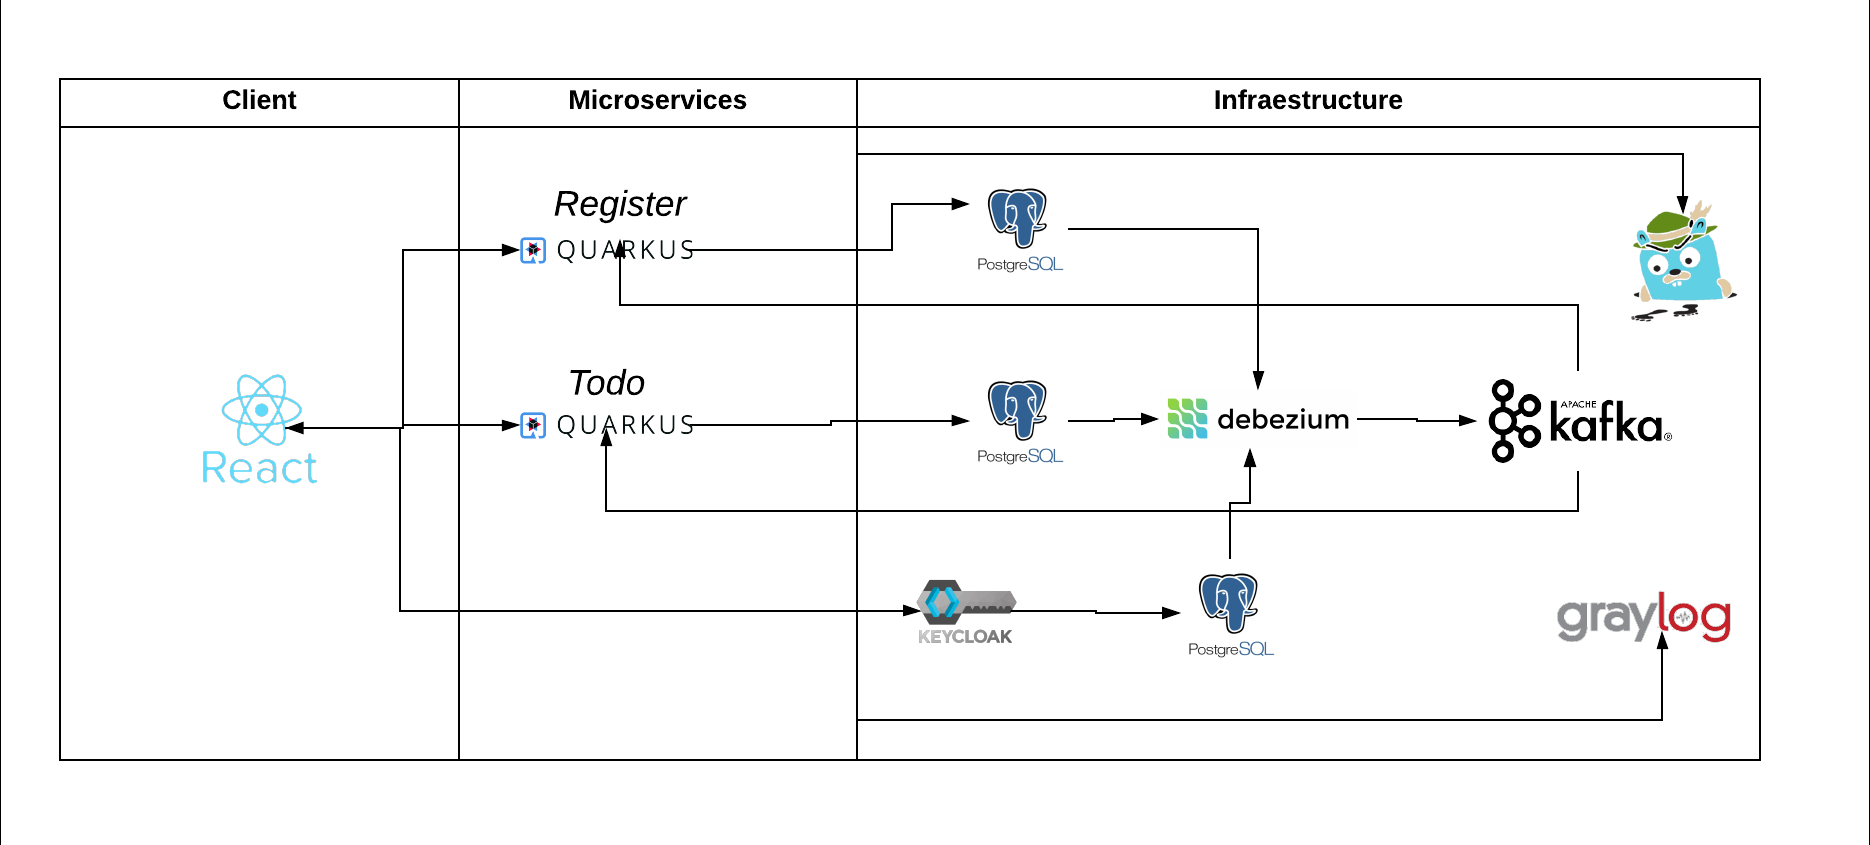 Client
Microservices
Infraestructure
Register
QUARKUS
PostgreSQL
Todo
QUARKUS
PostgreSQL
debezium
APACHE
kafka®
React
KEYCLOAK
PostgreSQL
graylog